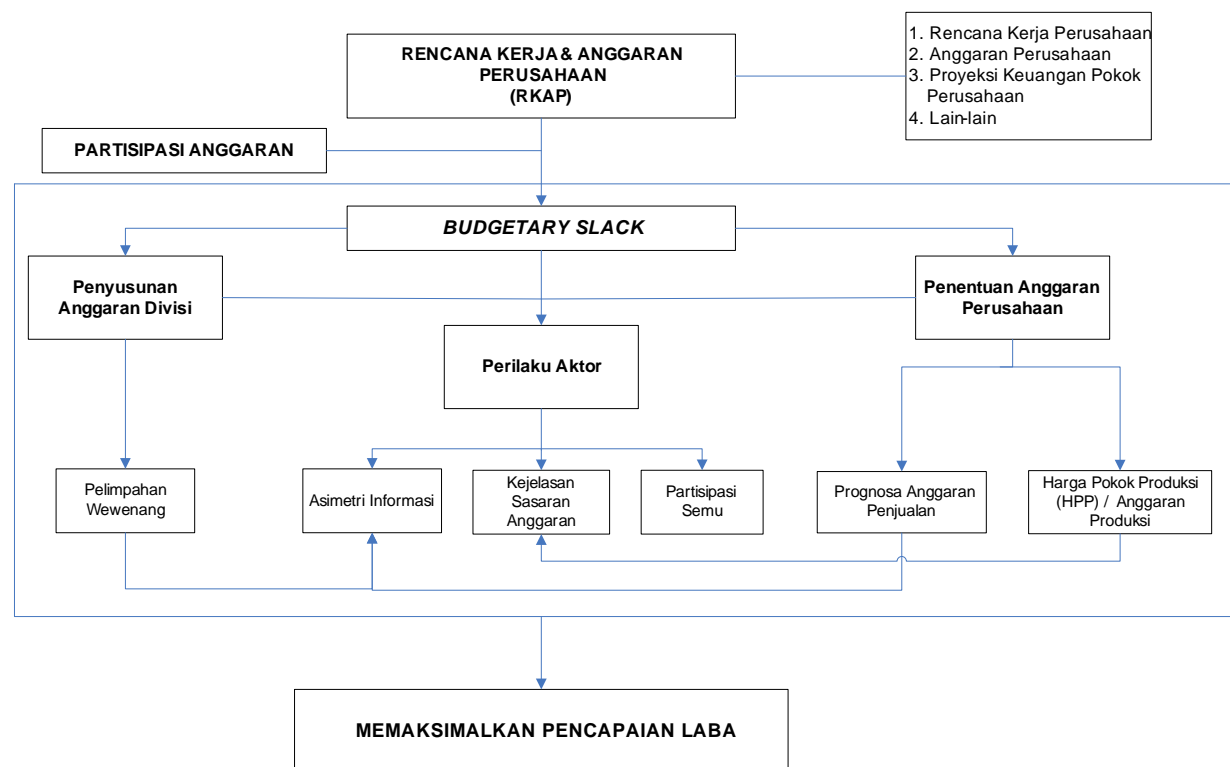 RENCANA KERJA & ANGGARAN
PERUSAHAAN
(RKAP)
1. Rencana Kerja Perusahaan
2. Anggaran Perusahaan
3. Proyeksi Keuangan Pokok
Perusahaan
4. Lain-lain
PARTISIPASI ANGGARAN
BUDGETARY SLACK
Penyusunan
Anggaran Divisi
Perilaku Aktor
Penentuan Anggaran
Perusahaan
Pelimpahan
Wewenang
Asimetri Informasi
Kejelasan
Sasaran
Anggaran
Partisipasi
Semu
Prognosa Anggaran
Penjualan
Harga Pokok Produksi
(HPP) / Anggaran
Produksi
MEMAKSIMALKAN PENCAPAIAN LABA